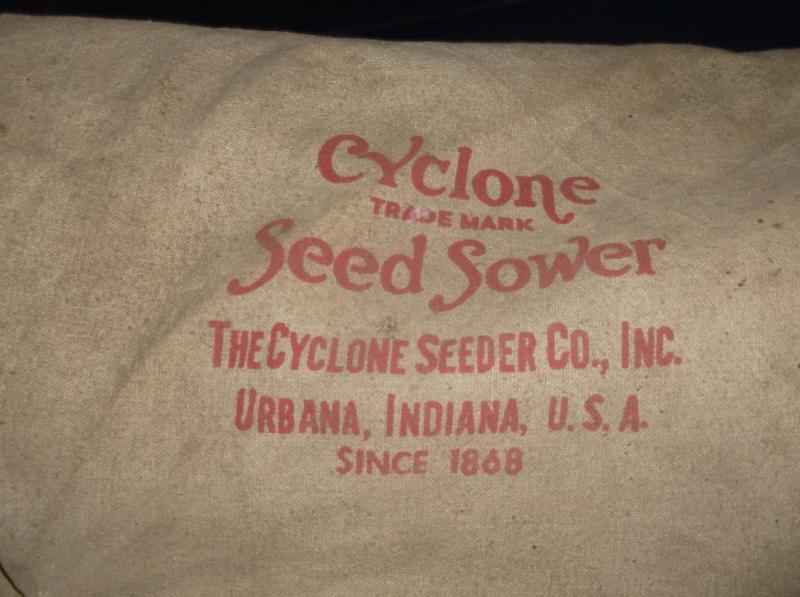 Cyclone
TRADE MARK
Seed Sower
THE CYCLONE SEEDER CO., INC.
URBANA, INDIANA, U.S.A.
SINCE 1868